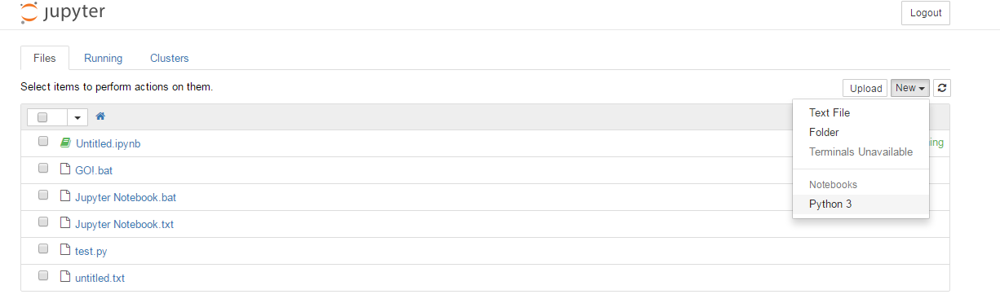 jupyter
Logout
Files Running Clusters
Select items to perform actions on them.
Upload New
Text File
Folder
Terminals Unavailable
Notebooks
Python 3
Untitled.ipynb ing
GO!.bat
Jupyter Notebook.bat
Jupyter Notebook.txt
test.py
untitled.txt